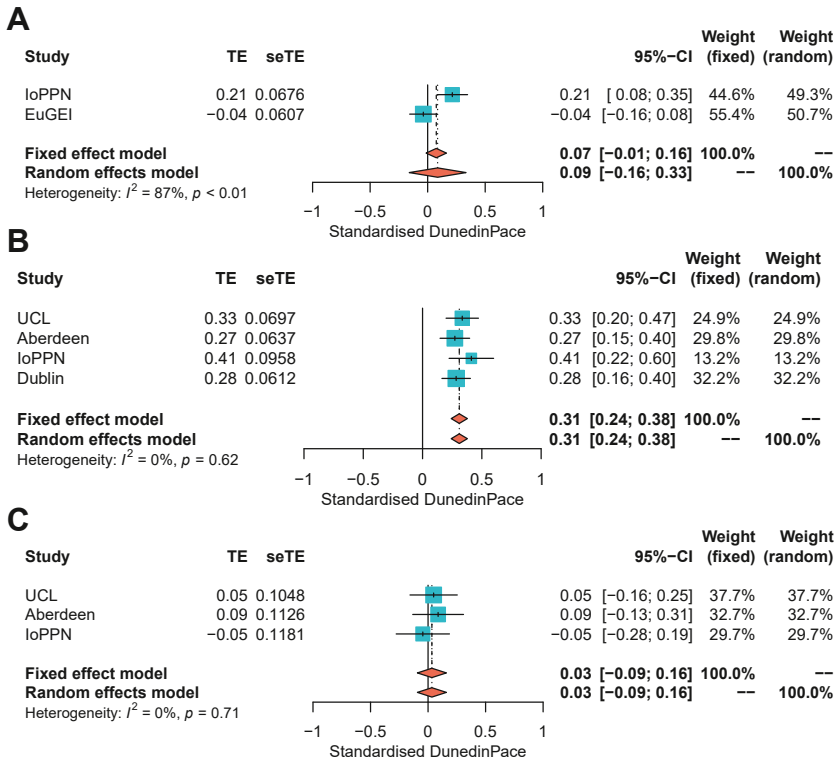 A
Weight Weight
Study TE seTE 95%−CI (fixed) (random)
IoPPN 0.21 0.0676 0.21 [ 0.08; 0.35] 44.6% 49.3%
EuGEI −0.04 0.0607 −0.04 [−0.16; 0.08] 55.4% 50.7%
Fixed effect model 0.07 [−0.01; 0.16] 100.0% −−
Random effects model 0.09 [−0.16; 0.33] −− 100.0%
Heterogeneity: I² = 87%, p < 0.01
−1 −0.5 0 0.5 1
Standardised DunedinPace
B
Weight Weight
Study TE seTE 95%−CI (fixed) (random)
UCL 0.33 0.0697 0.33 [0.20; 0.47] 24.9% 24.9%
Aberdeen 0.27 0.0637 0.27 [0.15; 0.40] 29.8% 29.8%
IoPPN 0.41 0.0958 0.41 [0.22; 0.60] 13.2% 13.2%
Dublin 0.28 0.0612 0.28 [0.16; 0.40] 32.2% 32.2%
Fixed effect model 0.31 [0.24; 0.38] 100.0% −−
Random effects model 0.31 [0.24; 0.38] −− 100.0%
Heterogeneity: I² = 0%, p = 0.62
−1 −0.5 0 0.5 1
Standardised DunedinPace
C
Weight Weight
Study TE seTE 95%−CI (fixed) (random)
UCL 0.05 0.1048 0.05 [−0.16; 0.25] 37.7% 37.7%
Aberdeen 0.09 0.1126 0.09 [−0.13; 0.31] 32.7% 32.7%
IoPPN −0.05 0.1181 −0.05 [−0.28; 0.19] 29.7% 29.7%
Fixed effect model 0.03 [−0.09; 0.16] 100.0% −−
Random effects model 0.03 [−0.09; 0.16] −− 100.0%
Heterogeneity: I² = 0%, p = 0.71
−1 −0.5 0 0.5 1
Standardised DunedinPace